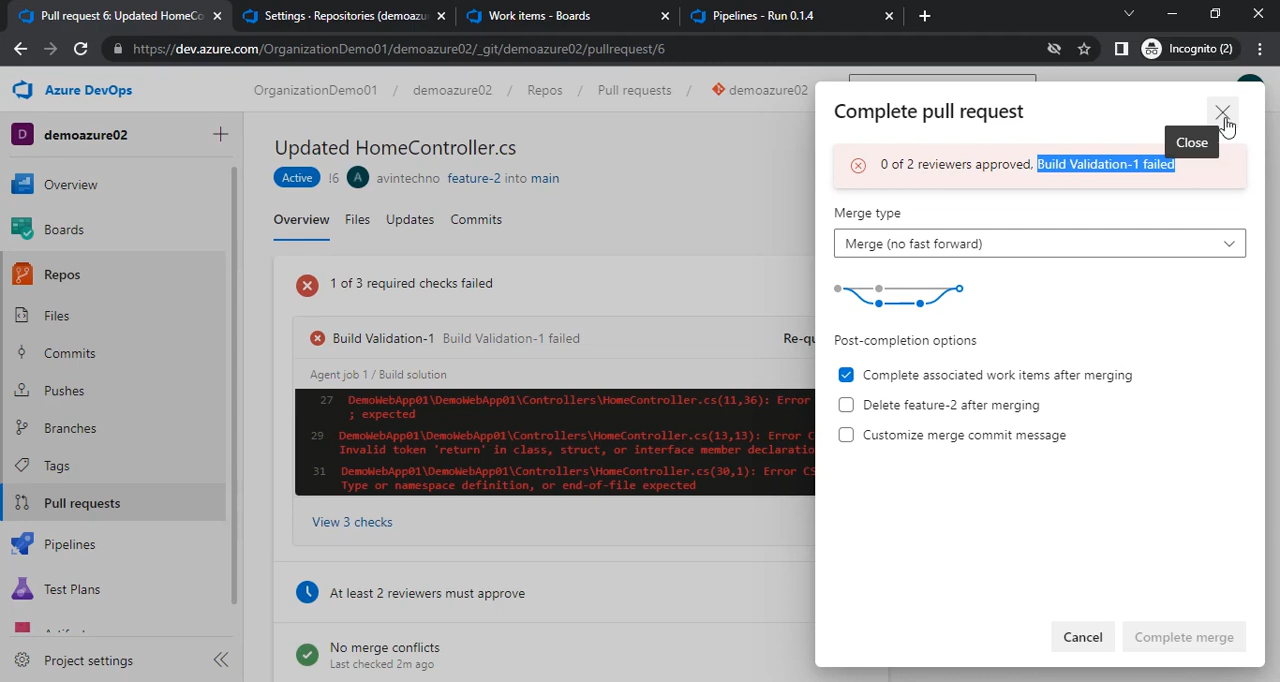 Pull request 6: Updated HomeCo
Settings · Repositories (demoazu
Work items - Boards
Pipelines - Run 0.1.4
https://dev.azure.com/OrganizationDemo01/demoazure02/_git/demoazure02/pullrequest/6
Incognito (2)
Azure DevOps
OrganizationDemo01 / demoazure02 / Repos / Pull requests / demoazure02
D demoazure02
Overview
Boards
Repos
Files
Commits
Pushes
Branches
Tags
Pull requests
Pipelines
Test Plans
Project settings
Updated HomeController.cs
Active !6 A avintechno feature-2 into main
Overview Files Updates Commits
1 of 3 required checks failed
Build Validation-1 Build Validation-1 failed Re-qu
Agent job 1 / Build solution
27 DemoWebApp01\DemoWebApp01\Controllers\HomeController.cs(11,36): Error
; expected
29 DemoWebApp01\DemoWebApp01\Controllers\HomeController.cs(13,13): Error C
Invalid token 'return' in class, struct, or interface member declaratio
31 DemoWebApp01\DemoWebApp01\Controllers\HomeController.cs(30,1): Error CS
Type or namespace definition, or end-of-file expected
View 3 checks
At least 2 reviewers must approve
No merge conflicts
Last checked 2m ago
Complete pull request
Close
0 of 2 reviewers approved, Build Validation-1 failed
Merge type
Merge (no fast forward)
Post-completion options
Complete associated work items after merging
Delete feature-2 after merging
Customize merge commit message
Cancel
Complete merge